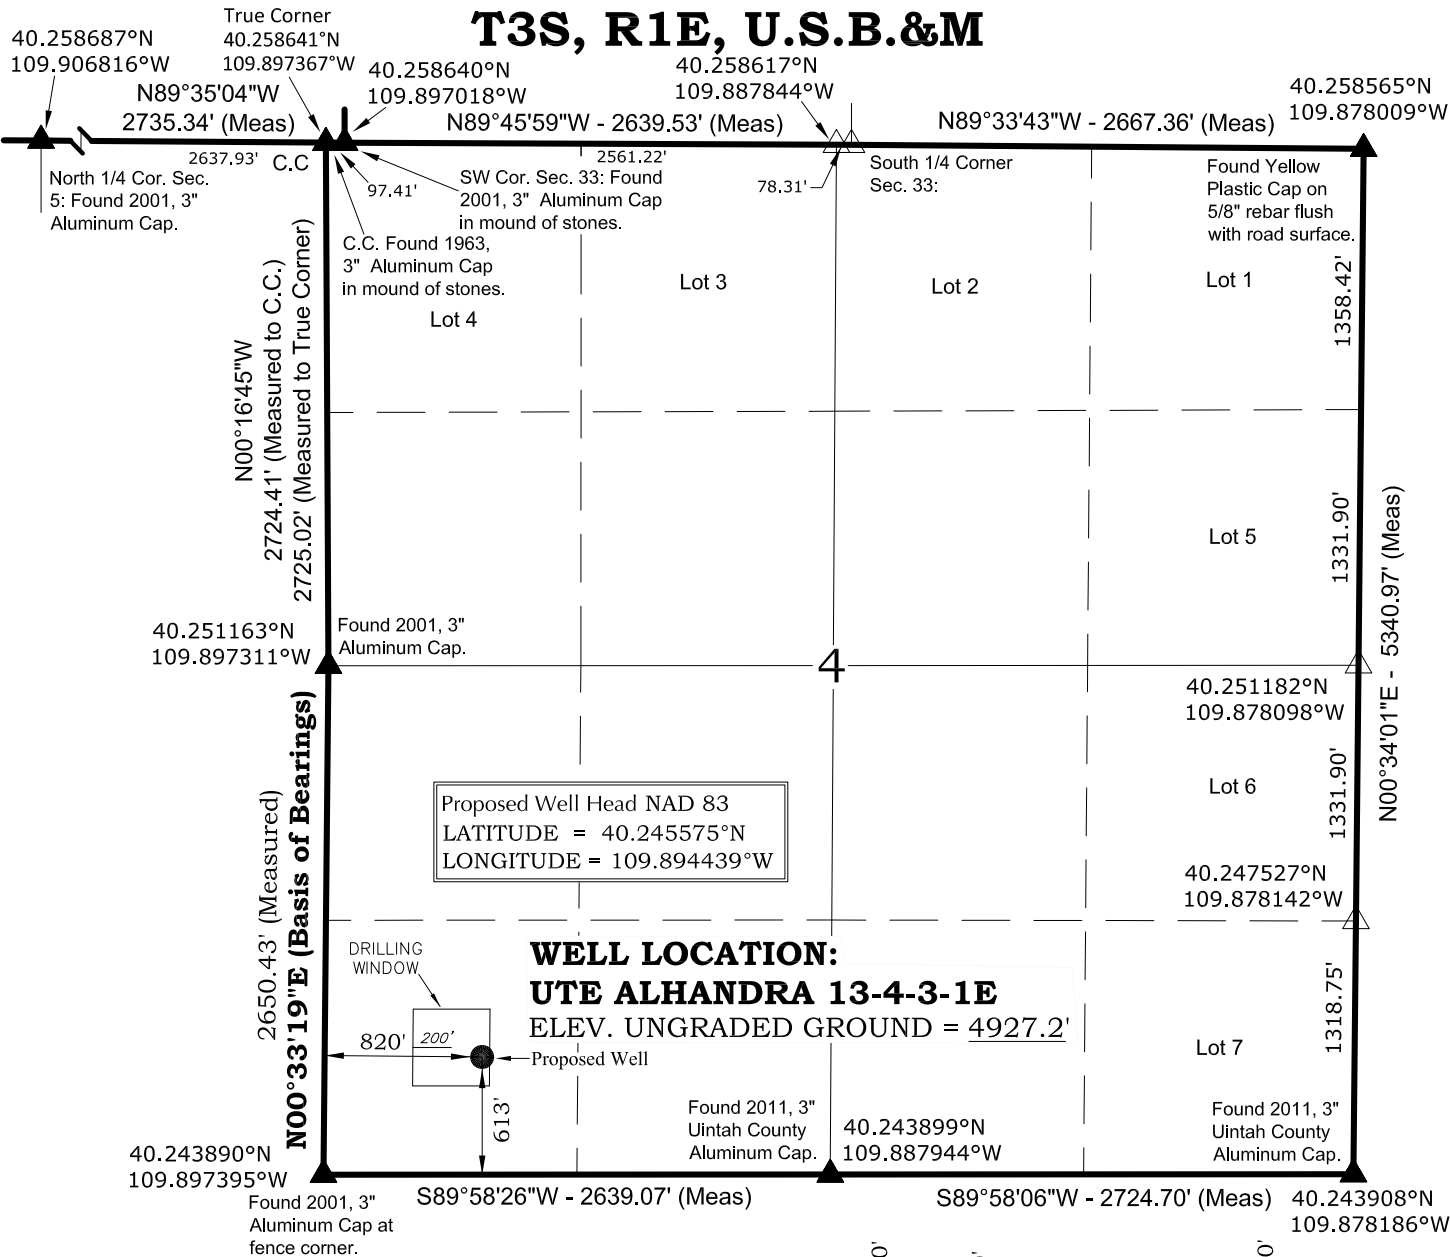 T3S, R1E, U.S.B.&M
True Corner
40.258641°N
109.897367°W
40.258687°N
109.906816°W
40.258640°N
109.897018°W
40.258617°N
109.887844°W
40.258565°N
109.878009°W
N89°35'04"W
2735.34' (Meas)
N89°45'59"W - 2639.53' (Meas)
N89°33'43"W - 2667.36' (Meas)
2637.93'
C.C
97.41'
2561.22'
78.31'
North 1/4 Cor. Sec.
5: Found 2001, 3"
Aluminum Cap.
SW Cor. Sec. 33: Found
2001, 3" Aluminum Cap
in mound of stones.
South 1/4 Corner
Sec. 33:
Found Yellow
Plastic Cap on
5/8" rebar flush
with road surface.
C.C. Found 1963,
3" Aluminum Cap
in mound of stones.
Lot 4
Lot 3
Lot 2
Lot 1
1358.42'
N00°16'45"W
2724.41' (Measured to C.C.)
2725.02' (Measured to True Corner)
Lot 5
1331.90'
N00°34'01"E - 5340.97' (Meas)
40.251163°N
109.897311°W
Found 2001, 3"
Aluminum Cap.
4
40.251182°N
109.878098°W
Lot 6
1331.90'
Proposed Well Head NAD 83
LATITUDE = 40.245575°N
LONGITUDE = 109.894439°W
2650.43' (Measured)
N00°33'19"E (Basis of Bearings)
40.247527°N
109.878142°W
DRILLING
WINDOW
WELL LOCATION:
UTE ALHANDRA 13-4-3-1E
ELEV. UNGRADED GROUND = 4927.2'
820'
200'
Proposed Well
613'
Lot 7
1318.75'
Found 2011, 3"
Uintah County
Aluminum Cap.
40.243899°N
109.887944°W
Found 2011, 3"
Uintah County
Aluminum Cap.
40.243890°N
109.897395°W
Found 2001, 3"
Aluminum Cap at
fence corner.
S89°58'26"W - 2639.07' (Meas)
S89°58'06"W - 2724.70' (Meas)
40.243908°N
109.878186°W